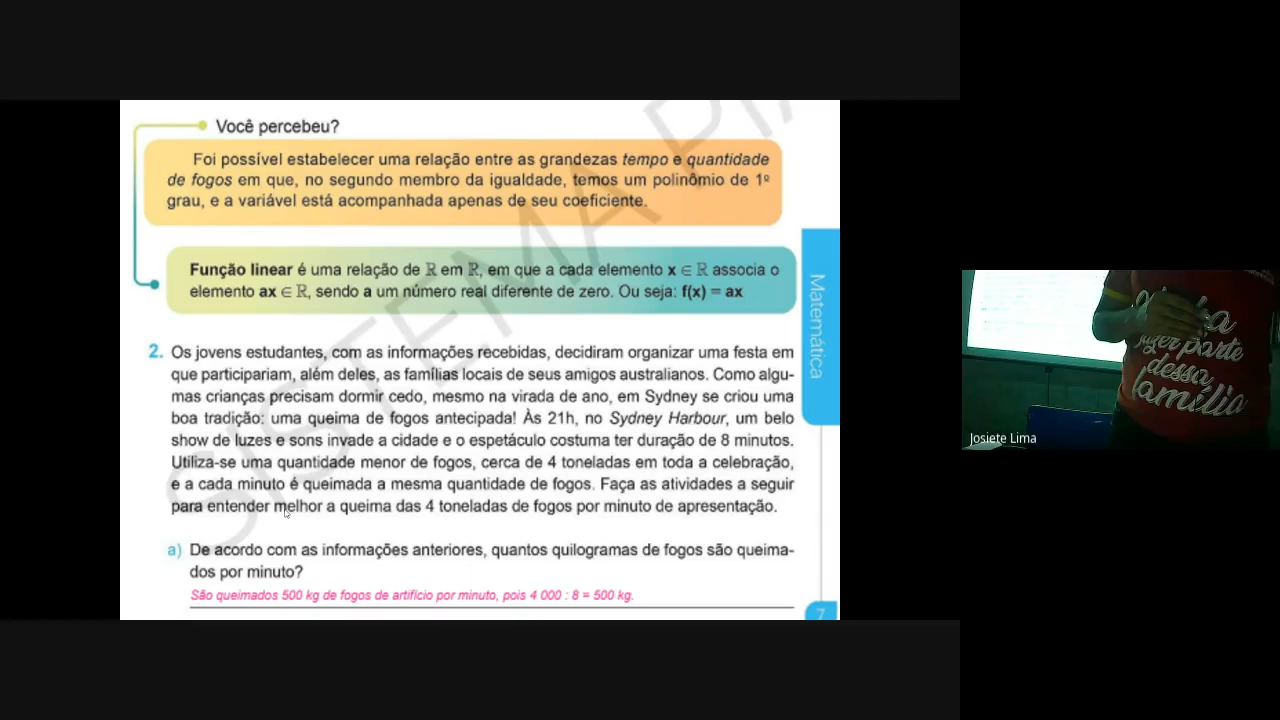 Você percebeu?
Foi possível estabelecer uma relação entre as grandezas tempo e quantidade
de fogos em que, no segundo membro da igualdade, temos um polinômio de 1º
grau, e a variável está acompanhada apenas de seu coeficiente.
Função linear é uma relação de ℝ em ℝ, em que a cada elemento x ∈ ℝ associa o
elemento ax ∈ ℝ, sendo a um número real diferente de zero. Ou seja: f(x) = ax
Matemática
2. Os jovens estudantes, com as informações recebidas, decidiram organizar uma festa em
que participariam, além deles, as famílias locais de seus amigos australianos. Como algu-
mas crianças precisam dormir cedo, mesmo na virada de ano, em Sydney se criou uma
boa tradição: uma queima de fogos antecipada! Às 21h, no Sydney Harbour, um belo
show de luzes e sons invade a cidade e o espetáculo costuma ter duração de 8 minutos.
Utiliza-se uma quantidade menor de fogos, cerca de 4 toneladas em toda a celebração,
e a cada minuto é queimada a mesma quantidade de fogos. Faça as atividades a seguir
para entender melhor a queima das 4 toneladas de fogos por minuto de apresentação.
a) De acordo com as informações anteriores, quantos quilogramas de fogos são queima-
dos por minuto?
São queimados 500 kg de fogos de artifício por minuto, pois 4 000 : 8 = 500 kg.
7
SISTEMA
fazer parte
dessa
família
Josiete Lima